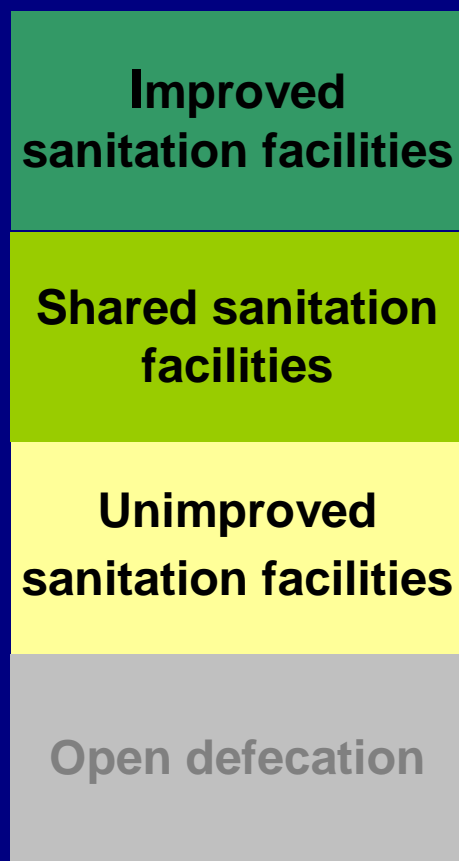 Improved
sanitation facilities
Shared sanitation
facilities
Unimproved
sanitation facilities
Open defecation